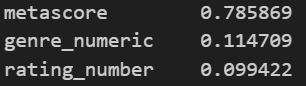 metascore 0.785869
genre_numeric 0.114709
rating_number 0.099422